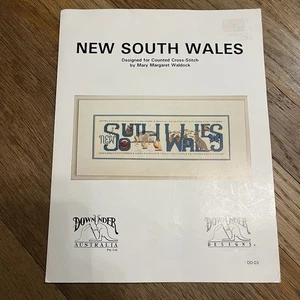 NEW SOUTH WALES
Designed for Counted Cross-Stitch
by Mary Margaret Waldock
NEW SOUTH WALES
DOWN UNDER
AUSTRALIA
Pty. Ltd.
DOWN UNDER
DESIGNS
DD-03